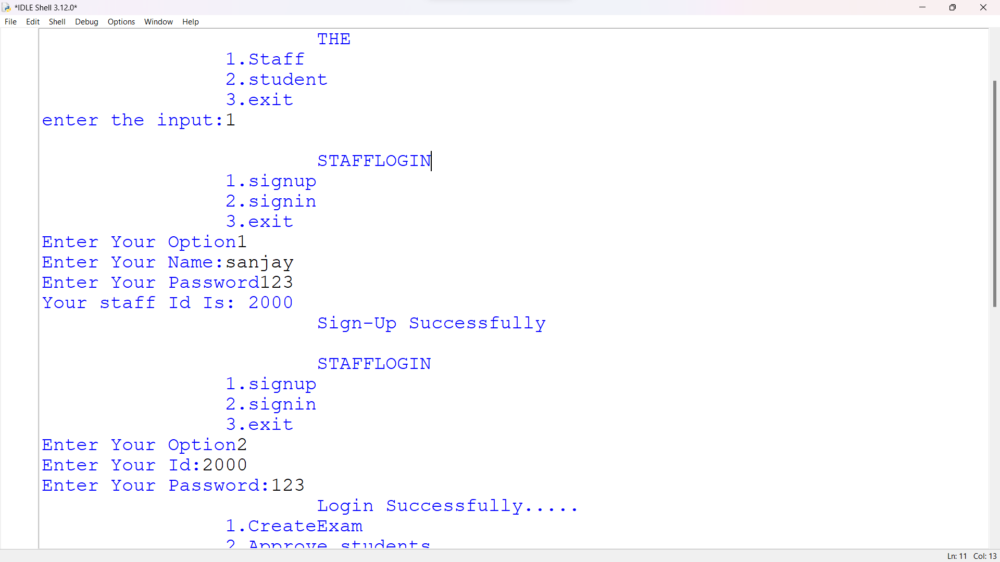 *IDLE Shell 3.12.0*
File Edit Shell Debug Options Window Help
THE
1.Staff
2.student
3.exit
enter the input:1
STAFFLOGIN
1.signup
2.signin
3.exit
Enter Your Option1
Enter Your Name:sanjay
Enter Your Password123
Your staff Id Is: 2000
Sign-Up Successfully
STAFFLOGIN
1.signup
2.signin
3.exit
Enter Your Option2
Enter Your Id:2000
Enter Your Password:123
Login Successfully.....
1.CreateExam
2.Approve students
Ln: 11 Col: 13